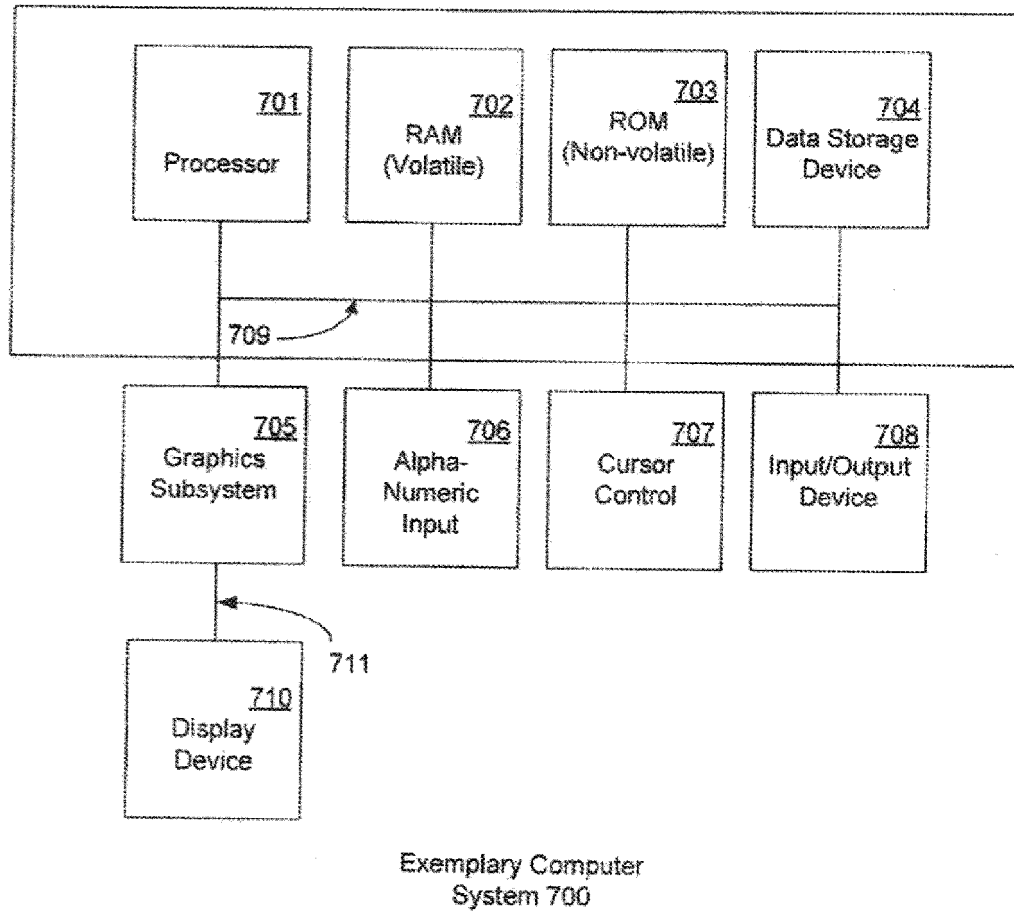 701
Processor
702
RAM
(Volatile)
703
ROM
(Non-volatile)
704
Data Storage
Device
709
705
Graphics
Subsystem
706
Alpha-
Numeric
Input
707
Cursor
Control
708
Input/Output
Device
711
710
Display
Device
Exemplary Computer
System 700